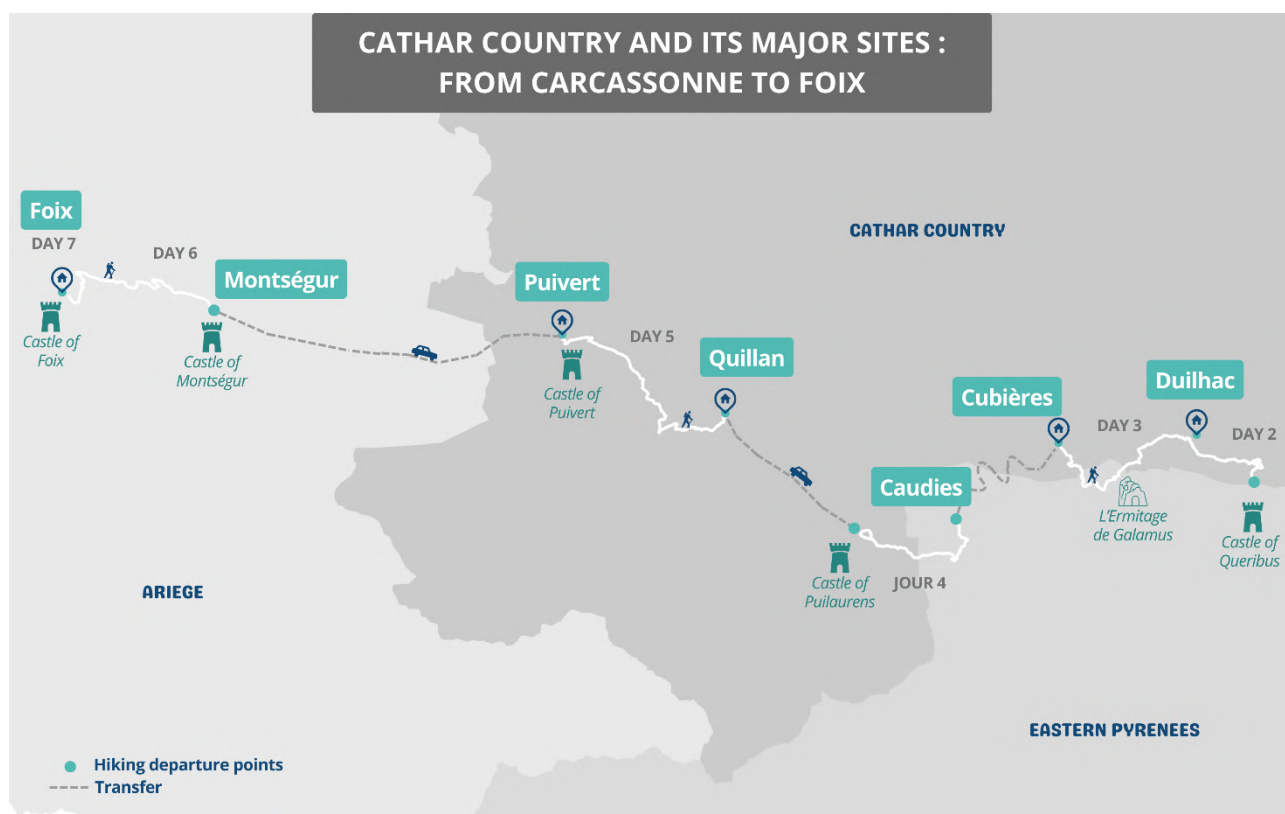 CATHAR COUNTRY AND ITS MAJOR SITES :
FROM CARCASSONNE TO FOIX
Foix
DAY 7
DAY 6
Montségur
Castle of
Foix
Castle of
Montségur
Puivert
DAY 5
Castle of
Puivert
Quillan
CATHAR COUNTRY
Cubières
Duilhac
DAY 3
DAY 2
Caudies
L'Ermitage
de Galamus
Castle of
Queribus
Castle of
Puilaurens
JOUR 4
ARIEGE
EASTERN PYRENEES
Hiking departure points
Transfer